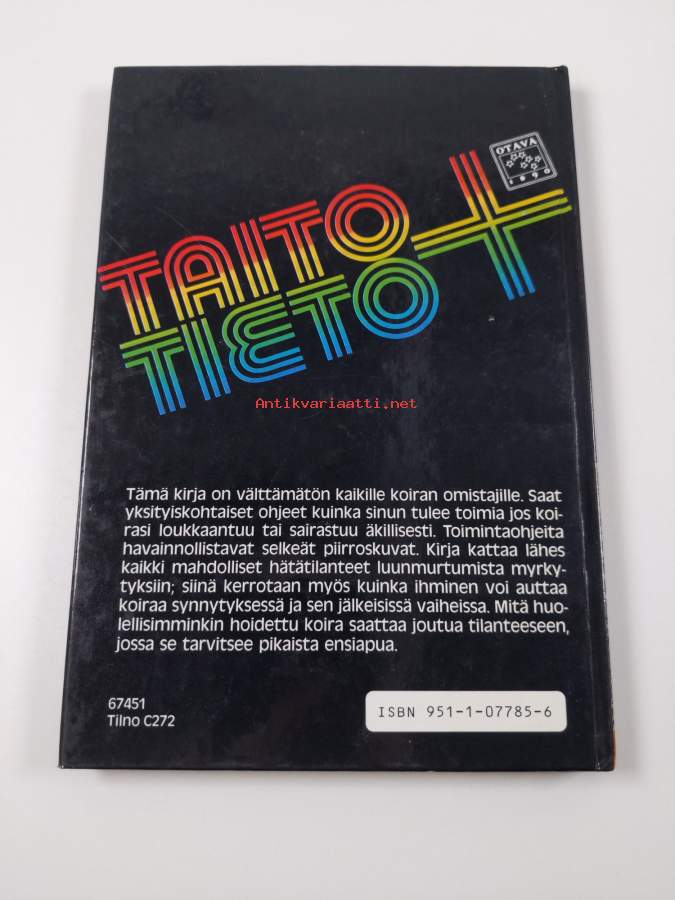 OTAVA
1890
TAITO
TIETO +
Antikvariaatti.net
Tämä kirja on välttämätön kaikille koiran omistajille. Saat
yksityiskohtaiset ohjeet kuinka sinun tulee toimia jos koi-
rasi loukkaantuu tai sairastuu äkillisesti. Toimintaohjeita
havainnollistavat selkeät piirroskuvat. Kirja kattaa lähes
kaikki mahdolliset hätätilanteet luunmurtumista myrky-
tyksiin; siinä kerrotaan myös kuinka ihminen voi auttaa
koiraa synnytyksessä ja sen jälkeisissä vaiheissa. Mitä huo-
lellisimminkin hoidettu koira saattaa joutua tilanteeseen,
jossa se tarvitsee pikaista ensiapua.
67451
Tilno C272
ISBN 951-1-07785-6